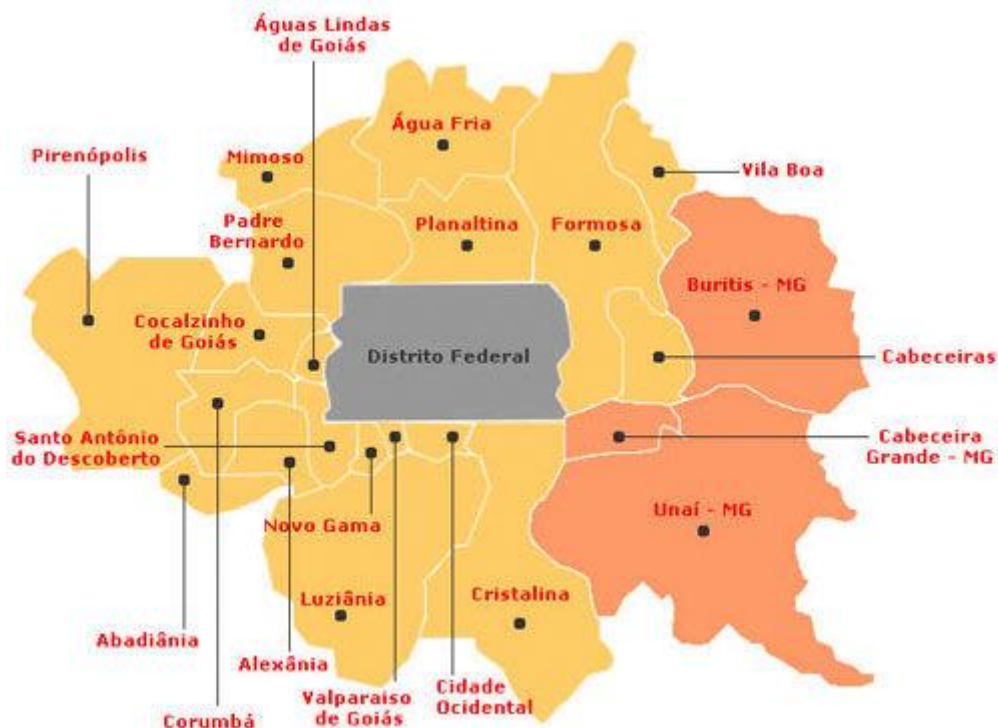 Águas Lindas
de Goiás
Água Fria
Pirenópolis
Mimoso
Vila Boa
Padre
Bernardo
Planaltina
Formosa
Buritis - MG
Cocalzinho
de Goiás
Distrito Federal
Cabeceiras
Santo Antônio
do Descoberto
Cabeceira
Grande - MG
Novo Gama
Unaí - MG
Luziânia
Cristalina
Abadiânia
Alexânia
Cidade
Ocidental
Valparaiso
de Goiás
Corumbá